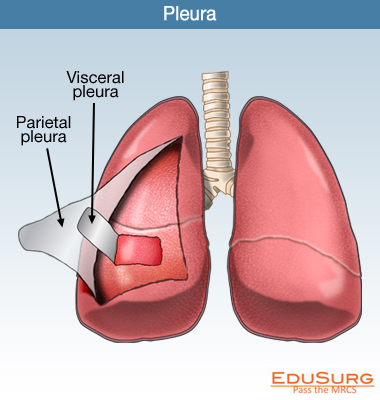 Pleura
Visceral
pleura
Parietal
pleura
EDUSURG
Pass the MRCS